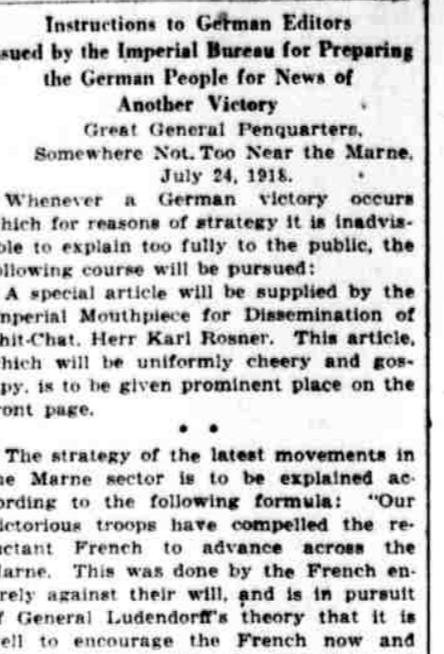 Instructions to German Editors
sued by the Imperial Bureau for Preparing
the German People for News of
Another Victory
Great General Penquarters,
Somewhere Not Too Near the Marne,
July 24, 1918.
Whenever a German victory occurs
hich for reasons of strategy it is inadvis-
ble to explain too fully to the public, the
ollowing course will be pursued:
A special article will be supplied by the
mperial Mouthpiece for Dissemination of
hit-Chat, Herr Karl Rosner. This article,
hich will be uniformly cheery and gos-
py, is to be given prominent place on the
ront page.
• •
The strategy of the latest movements in
he Marne sector is to be explained ac-
ording to the following formula: "Our
ictorious troops have compelled the re-
uctant French to advance across the
Marne. This was done by the French en-
irely against their will, and is in pursuit
f General Ludendorff's theory that it is
ell to encourage the French now and